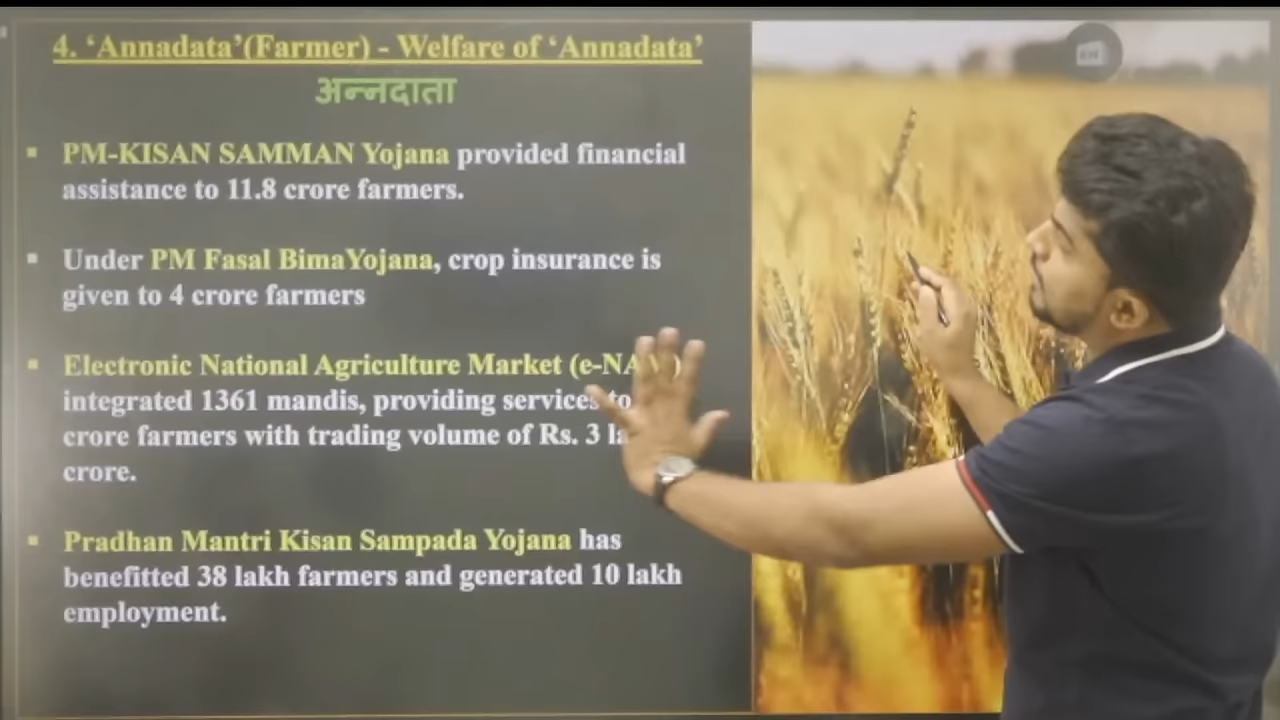 4. ‘Annadata’(Farmer) - Welfare of ‘Annadata’
अन्नदाता
▪ PM-KISAN SAMMAN Yojana provided financial
assistance to 11.8 crore farmers.
▪ Under PM Fasal BimaYojana, crop insurance is
given to 4 crore farmers
▪ Electronic National Agriculture Market (e-NAM)
integrated 1361 mandis, providing services to
crore farmers with trading volume of Rs. 3
crore.
▪ Pradhan Mantri Kisan Sampada Yojana has
benefitted 38 lakh farmers and generated 10 lakh
employment.